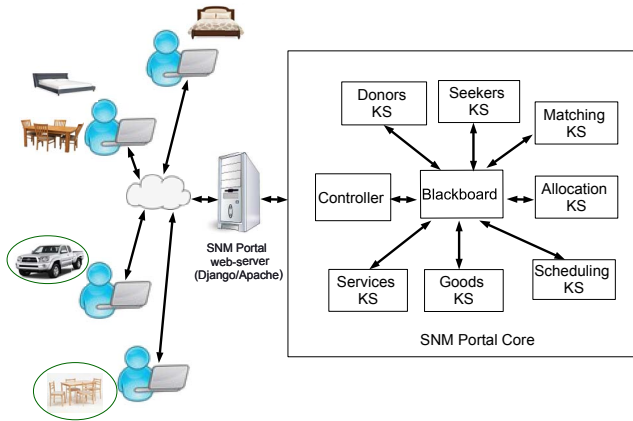 Donors
KS
Seekers
KS
Matching
KS
Controller
Blackboard
Allocation
KS
Services
KS
Goods
KS
Scheduling
KS
SNM Portal
web-server
(Django/Apache)
SNM Portal Core